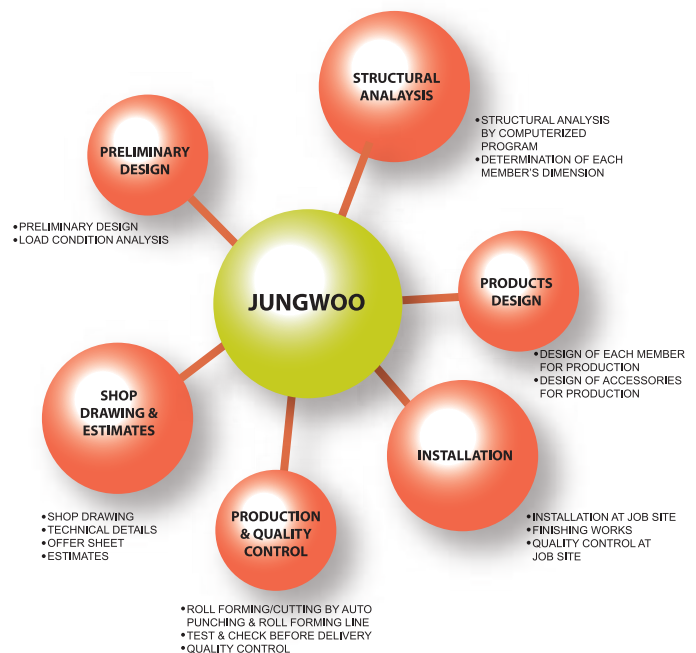 STRUCTURAL
ANALAYSIS
•STRUCTURAL ANALYSIS
BY COMPUTERIZED
PROGRAM
•DETERMINATION OF EACH
MEMBER'S DIMENSION
PRELIMINARY
DESIGN
•PRELIMINARY DESIGN
•LOAD CONDITION ANALYSIS
JUNGWOO
PRODUCTS
DESIGN
•DESIGN OF EACH MEMBER
FOR PRODUCTION
•DESIGN OF ACCESSORIES
FOR PRODUCTION
SHOP
DRAWING &
ESTIMATES
•SHOP DRAWING
•TECHNICAL DETAILS
•OFFER SHEET
•ESTIMATES
INSTALLATION
•INSTALLATION AT JOB SITE
•FINISHING WORKS
•QUALITY CONTROL AT
JOB SITE
PRODUCTION
& QUALITY
CONTROL
•ROLL FORMING/CUTTING BY AUTO
PUNCHING & ROLL FORMING LINE
•TEST & CHECK BEFORE DELIVERY
•QUALITY CONTROL